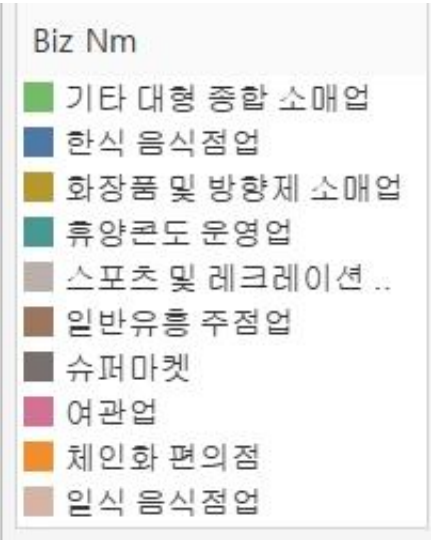 Biz Nm
기타 대형 종합 소매업
한식 음식점업
화장품 및 방향제 소매업
휴양콘도 운영업
스포츠 및 레크레이션 ..
일반유흥 주점업
슈퍼마켓
여관업
체인화 편의점
일식 음식점업